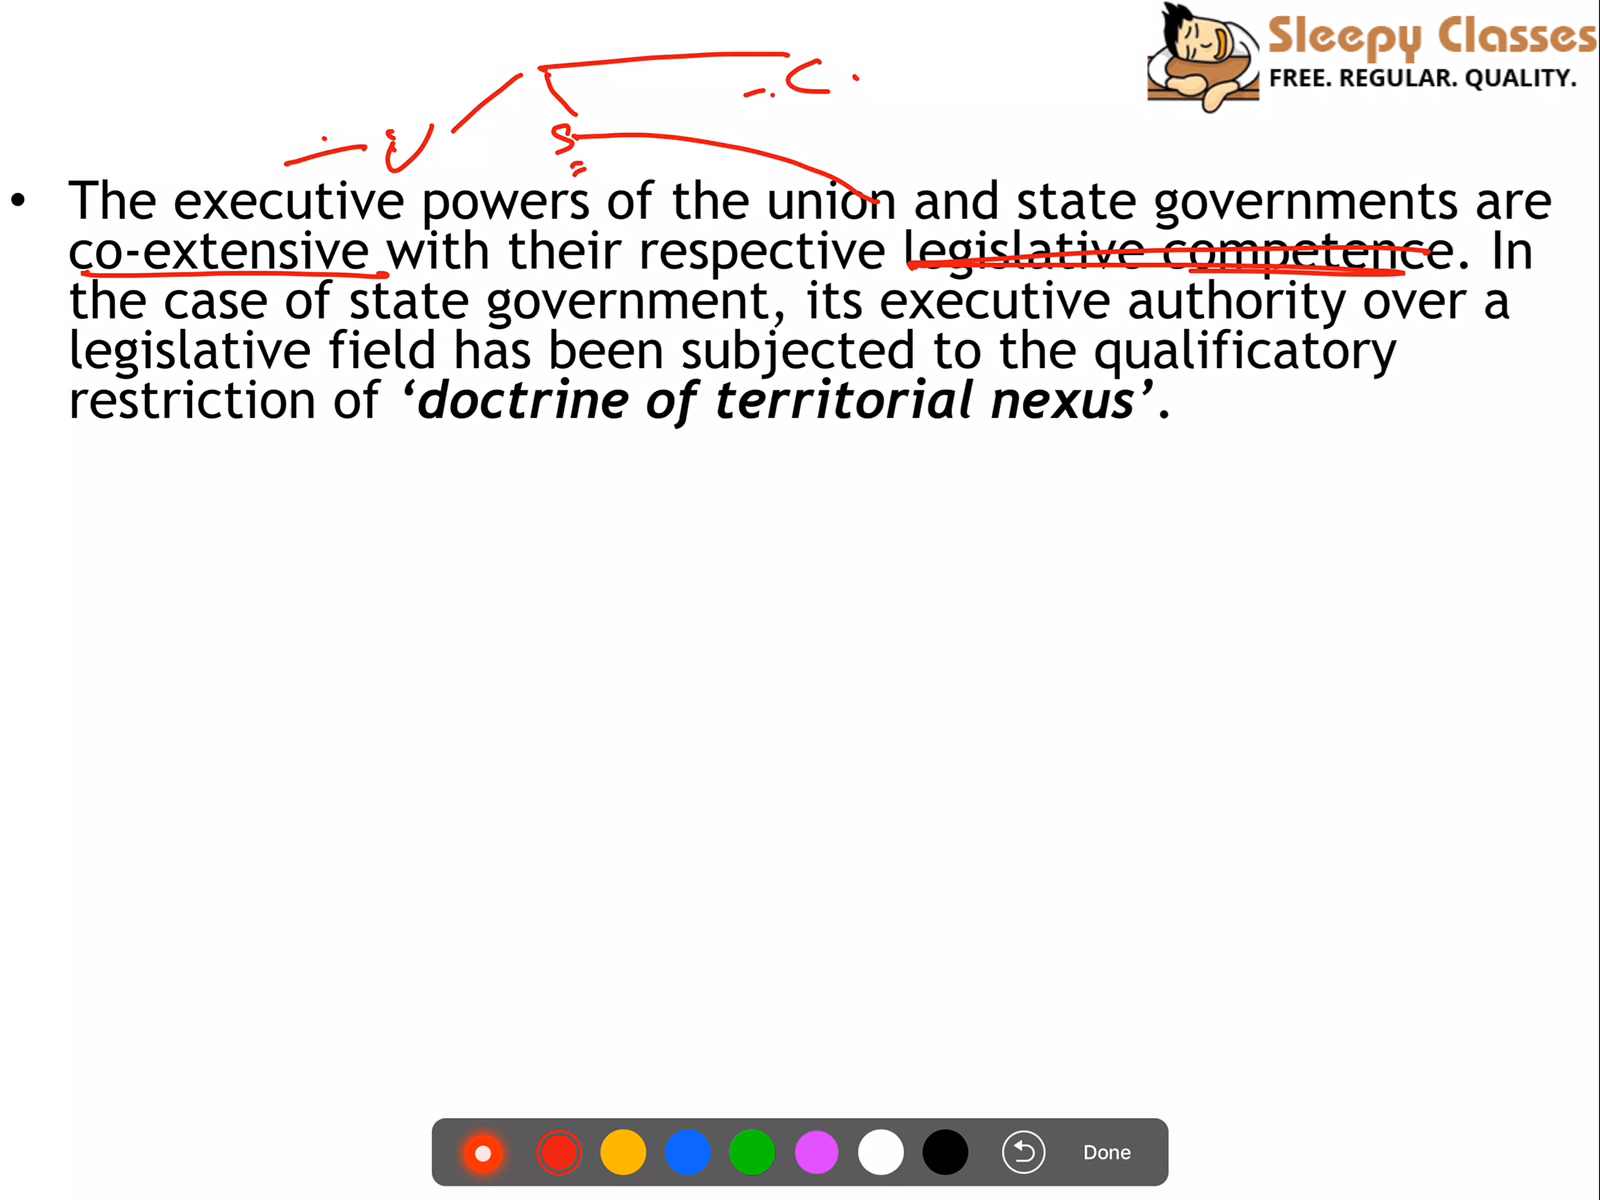 Sleepy Classes
FREE. REGULAR. QUALITY.
C.
U
S
• The executive powers of the union and state governments are
co-extensive with their respective legislative competence. In
the case of state government, its executive authority over a
legislative field has been subjected to the qualificatory
restriction of ‘doctrine of territorial nexus’.
Done